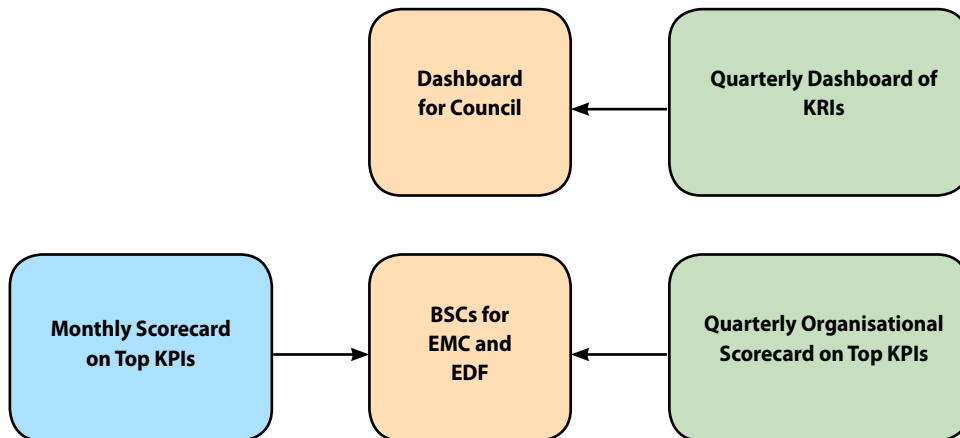 Dashboard
for Council
Quarterly Dashboard of
KRIs
Monthly Scorecard
on Top KPIs
BSCs for
EMC and
EDF
Quarterly Organisational
Scorecard on Top KPIs